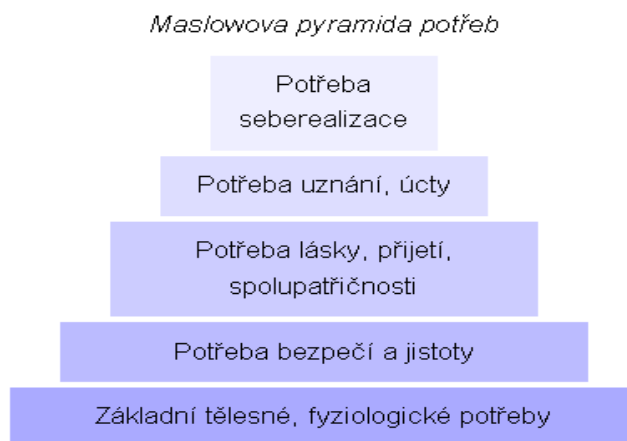 Maslowova pyramida potřeb
Potřeba
seberealizace
Potřeba uznání, úcty
Potřeba lásky, přijetí,
spolupatřičnosti
Potřeba bezpečí a jistoty
Základní tělesné, fyziologické potřeby